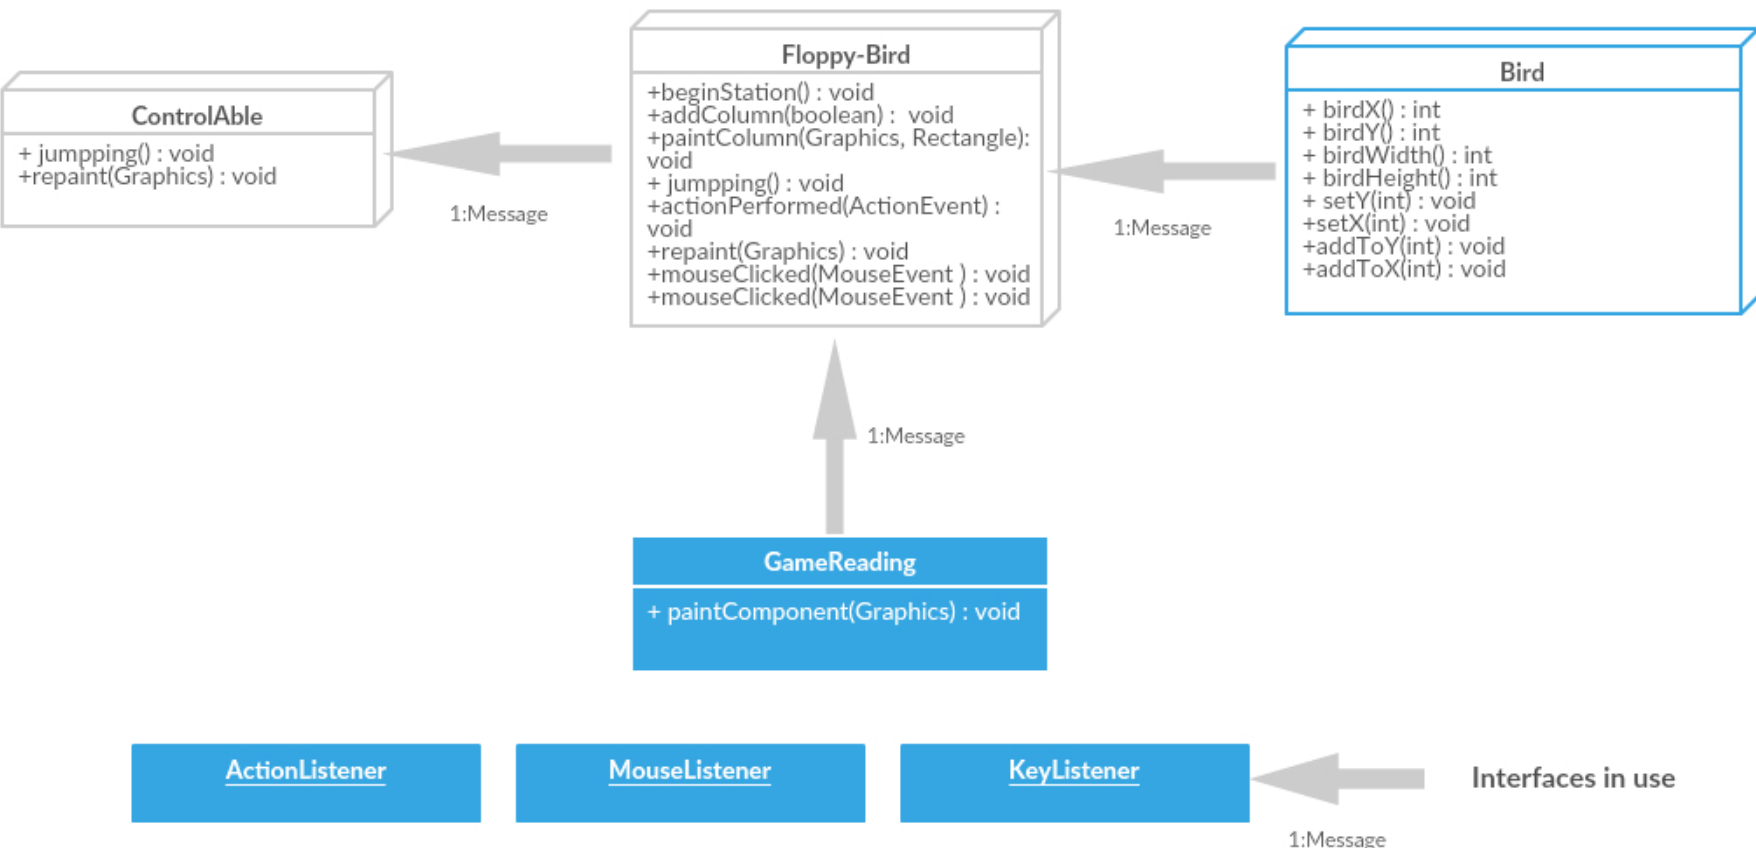 ControlAble
+ jumpping() : void
+repaint(Graphics) : void
1:Message
Floppy-Bird
+beginStation() : void
+addColumn(boolean) :  void
+paintColumn(Graphics, Rectangle):
void
+ jumpping() : void
+actionPerformed(ActionEvent) :
void
+repaint(Graphics) : void
+mouseClicked(MouseEvent ) : void
+mouseClicked(MouseEvent ) : void
1:Message
Bird
+ birdX() : int
+ birdY() : int
+ birdWidth() : int
+ birdHeight() : int
+ setY(int) : void
+setX(int) : void
+addToY(int) : void
+addToX(int) : void
1:Message
GameReading
+ paintComponent(Graphics) : void
ActionListener
MouseListener
KeyListener
Interfaces in use
1:Message